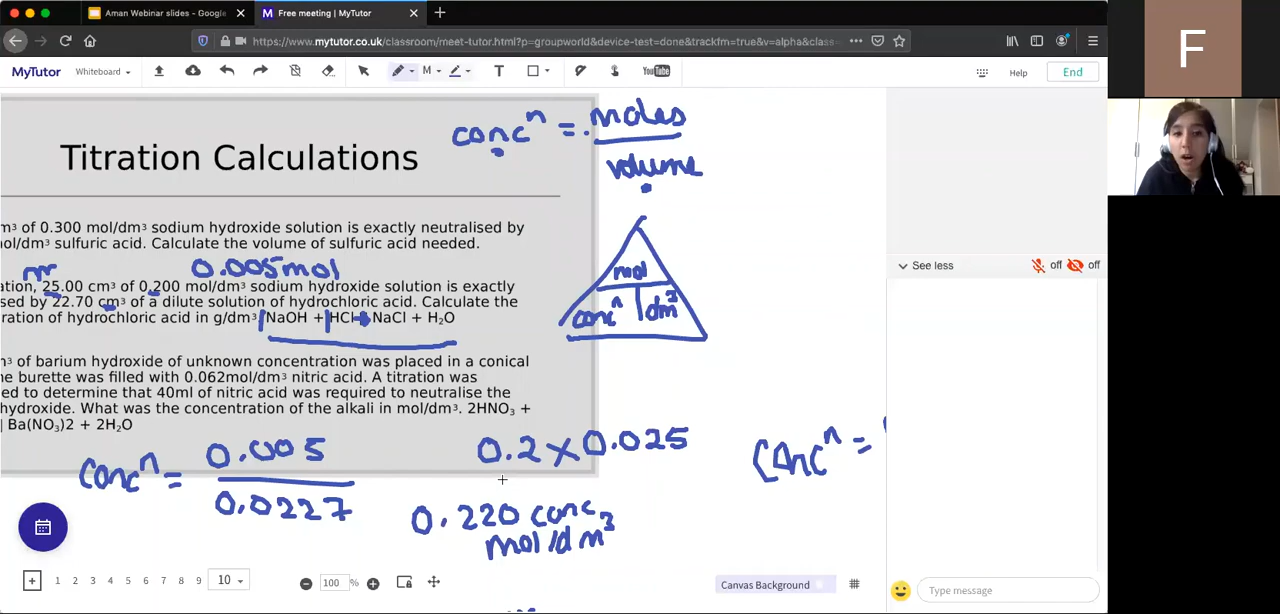 Aman Webinar slides - Google
Free meeting | MyTutor
https://www.mytutor.co.uk/classroom/meet-tutor.html?p=groupworld&device-test=done&trackfm=true&v=alpha&class
MyTutor
Whiteboard
M
T
YouTube
Help
End
concⁿ = moles
volume
Titration Calculations
m³ of 0.300 mol/dm³ sodium hydroxide solution is exactly neutralised by
ol/dm³ sulfuric acid. Calculate the volume of sulfuric acid needed.
0.005mol
ation, 25.00 cm³ of 0.200 mol/dm³ sodium hydroxide solution is exactly
sed by 22.70 cm³ of a dilute solution of hydrochloric acid. Calculate the
ration of hydrochloric acid in g/dm³ NaOH + HCl → NaCl + H₂O
mol
concⁿ dm³
m³ of barium hydroxide of unknown concentration was placed in a conical
he burette was filled with 0.062mol/dm³ nitric acid. A titration was
ed to determine that 40ml of nitric acid was required to neutralise the
hydroxide. What was the concentration of the alkali in mol/dm³. 2HNO₃ +
Ba(NO₃)2 + 2H₂O
concⁿ = 0.005
0.0227
0.2 x 0.025
concⁿ =
0.220 conc
mol/dm³
1 2 3 4 5 6 7 8 9 10
100 %
Canvas Background
F
See less
off
off
Type message